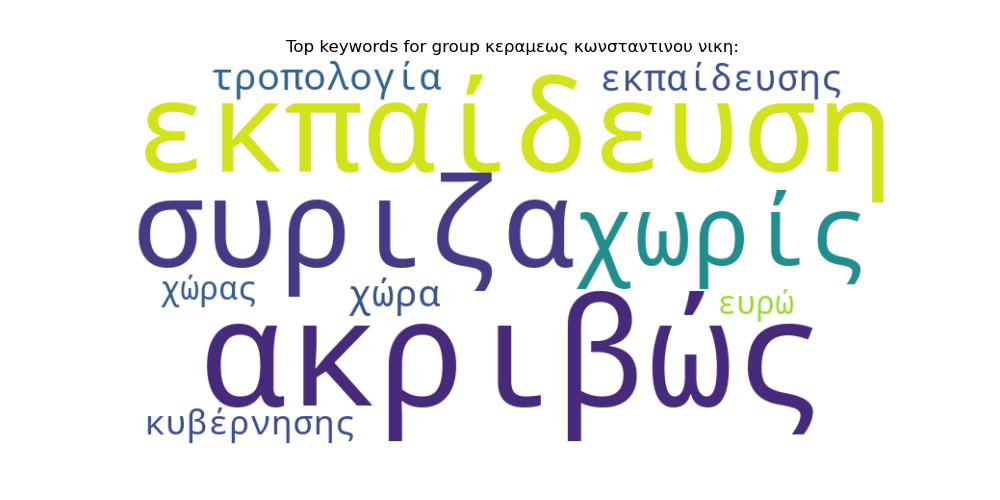 Top keywords for group κεραμεως κωνσταντινου νικη:
τροπολογία εκπαίδευσης
εκπαίδευση
συριζα χωρίς
χώρας χώρα ευρώ
ακριβώς
κυβέρνησης